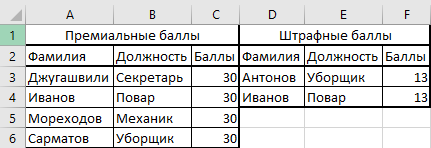 A B C D E F
1 Премиальные баллы Штрафные баллы
2 Фамилия Должность Баллы Фамилия Должность Баллы
3 Джугашвили Секретарь 30 Антонов Уборщик 13
4 Иванов Повар 30 Иванов Повар 13
5 Мореходов Механик 30
6 Сарматов Уборщик 30